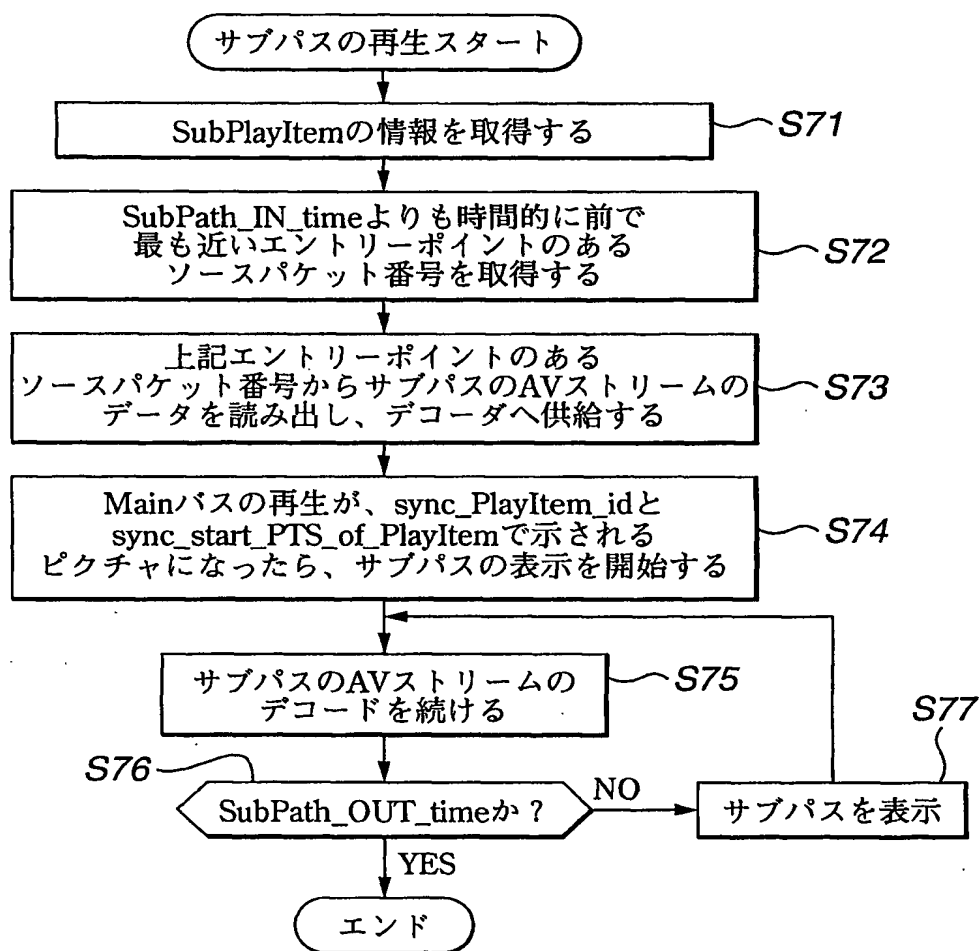 サブパスの再生スタート
SubPlayItemの情報を取得する
S71
SubPath_IN_timeよりも時間的に前で
最も近いエントリーポイントのある
ソースパケット番号を取得する
S72
上記エントリーポイントのある
ソースパケット番号からサブパスのAVストリームの
データを読み出し、デコーダへ供給する
S73
Mainパスの再生が、sync_PlayItem_idと
sync_start_PTS_of_PlayItemで示される
ピクチャになったら、サブパスの表示を開始する
S74
サブパスのAVストリームの
デコードを続ける
S75
S76
SubPath_OUT_timeか？
NO
S77
サブパスを表示
YES
エンド